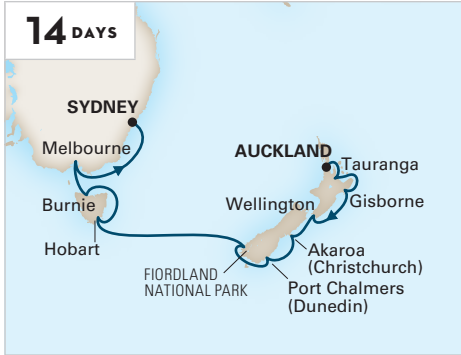 14 DAYS
SYDNEY
Melbourne
AUCKLAND
Tauranga
Burnie
Wellington
Gisborne
Hobart
Akaroa
(Christchurch)
FIORDLAND
NATIONAL PARK
Port Chalmers
(Dunedin)